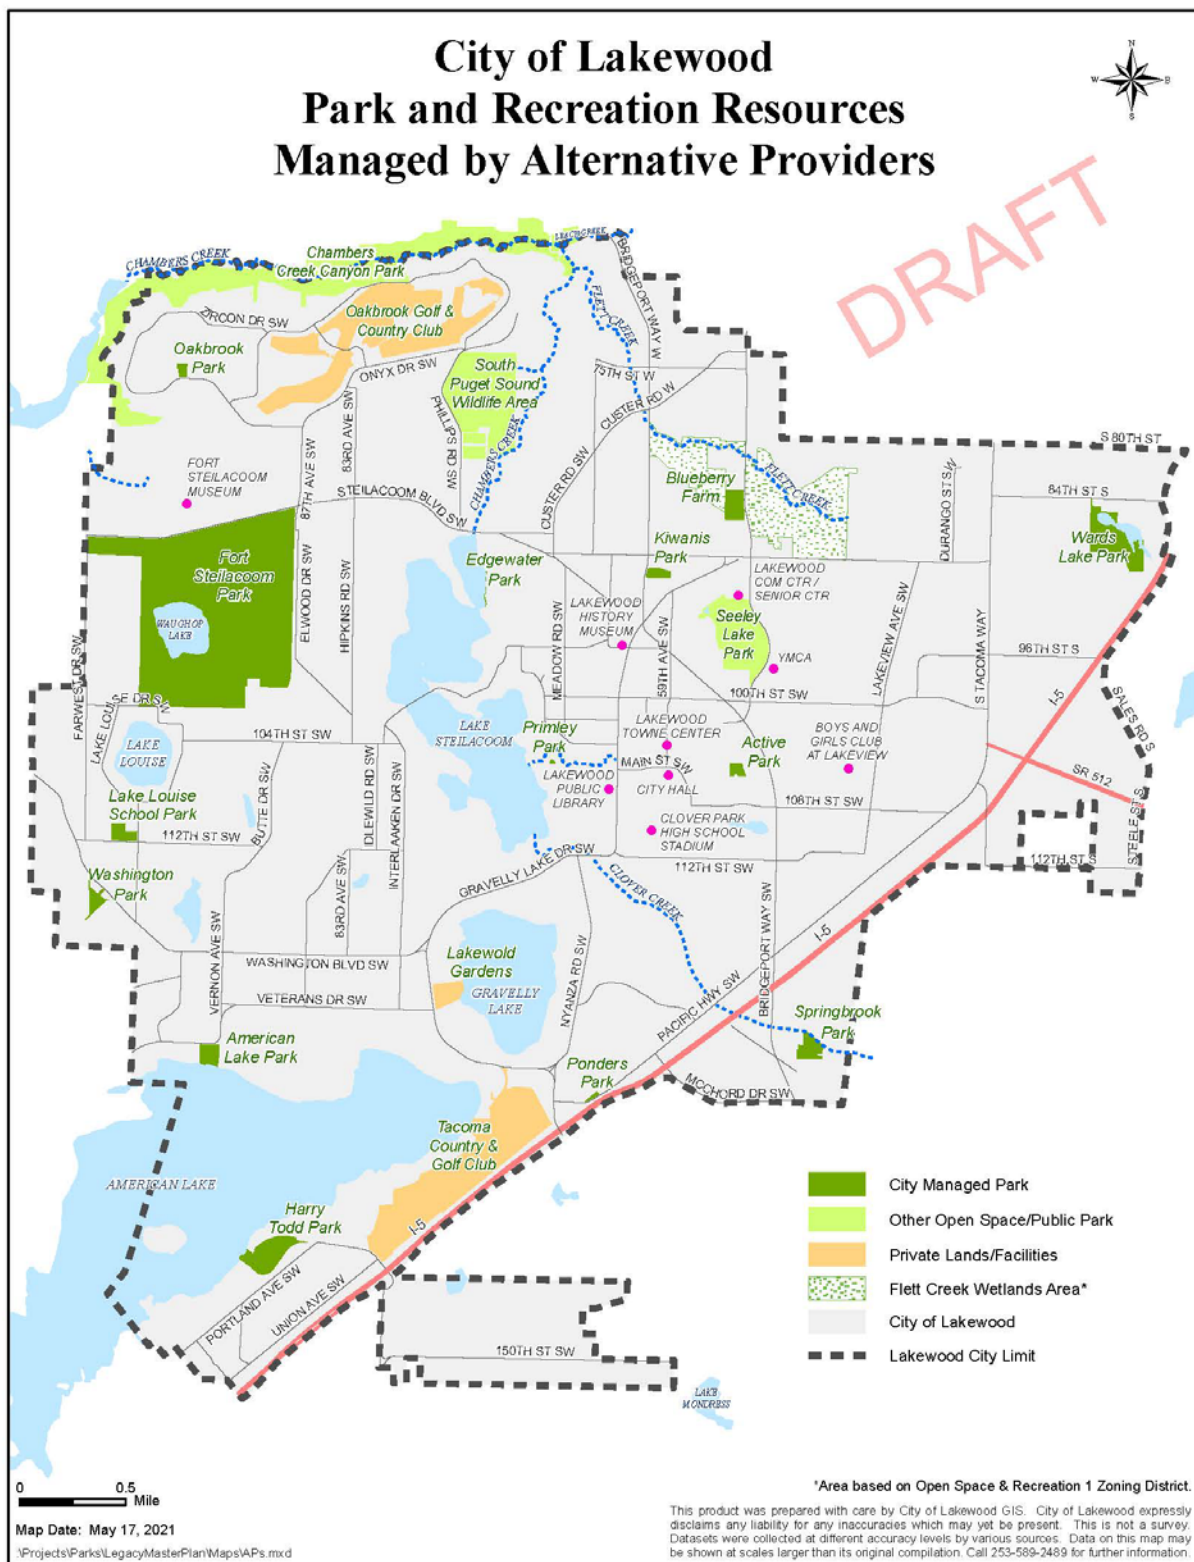 City of Lakewood
Park and Recreation Resources
Managed by Alternative Providers
N
W
E
S
DRAFT
CHAMBERS CREEK
LEACH CREEK
Chambers
Creek Canyon Park
BRIDGEPORT WAY W
FLETT CREEK
ZIRCON DR SW
Oakbrook Golf &
Country Club
Oakbrook
Park
ONYX DR SW
South
Puget Sound
Wildlife Area
75TH ST W
CUSTER RD W
PHILLIPS RD SW
83RD AVE SW
87TH AVE SW
CHAMBERS CREEK
CUSTER RD SW
S 80TH ST
FORT
STEILACOOM
MUSEUM
STEILACOOM BLVD SW
Blueberry
Farm
FLETT CREEK
DURANGO ST SW
84TH ST S
Wards
Lake Park
Fort
Steilacoom
Park
WAUGHOP
LAKE
ELWOOD DR SW
HIPKINS RD SW
Edgewater
Park
Kiwanis
Park
LAKEWOOD
COM CTR /
SENIOR CTR
LAKEWOOD
HISTORY
MUSEUM
MEADOW RD SW
59TH AVE SW
Seeley
Lake
Park
YMCA
LAKEVIEW AVE SW
S TACOMA WAY
96TH ST S
100TH ST SW
I-5
SALES RD S
FARWEST DR SW
LAKE LOUISE DR SW
LAKE
LOUISE
104TH ST SW
LAKE
STEILACOOM
Primley
Park
LAKEWOOD
TOWNE CENTER
MAIN ST SW
Active
Park
BOYS AND
GIRLS CLUB
AT LAKEVIEW
LAKEWOOD
PUBLIC
LIBRARY
CITY HALL
SR 512
STEELE ST S
Lake Louise
School Park
BUTTE DR SW
IDLEWILD RD SW
INTERLAAKEN DR SW
108TH ST SW
CLOVER PARK
HIGH SCHOOL
STADIUM
112TH ST SW
GRAVELLY LAKE DR SW
112TH ST SW
112TH ST S
Washington
Park
83RD AVE SW
CLOVER CREEK
BRIDGEPORT WAY SW
I-5
VERNON AVE SW
WASHINGTON BLVD SW
Lakewold
Gardens
GRAVELLY
LAKE
NYANZA RD SW
VETERANS DR SW
PACIFIC HWY SW
Springbrook
Park
American
Lake Park
Ponders
Park
MCCHORD DR SW
Tacoma
Country &
Golf Club
AMERICAN LAKE
Harry
Todd Park
I-5
PORTLAND AVE SW
UNION AVE SW
150TH ST SW
LAKE
MONDRESS
City Managed Park
Other Open Space/Public Park
Private Lands/Facilities
Flett Creek Wetlands Area*
City of Lakewood
Lakewood City Limit
0 0.5
Mile
Map Date: May 17, 2021
:\Projects\Parks\LegacyMasterPlan\Maps\APs.mxd
*Area based on Open Space & Recreation 1 Zoning District.
This product was prepared with care by City of Lakewood GIS. City of Lakewood expressly
disclaims any liability for any inaccuracies which may yet be present. This is not a survey.
Datasets were collected at different accuracy levels by various sources. Data on this map may
be shown at scales larger than its original compilation. Call 253-589-2489 for further information.